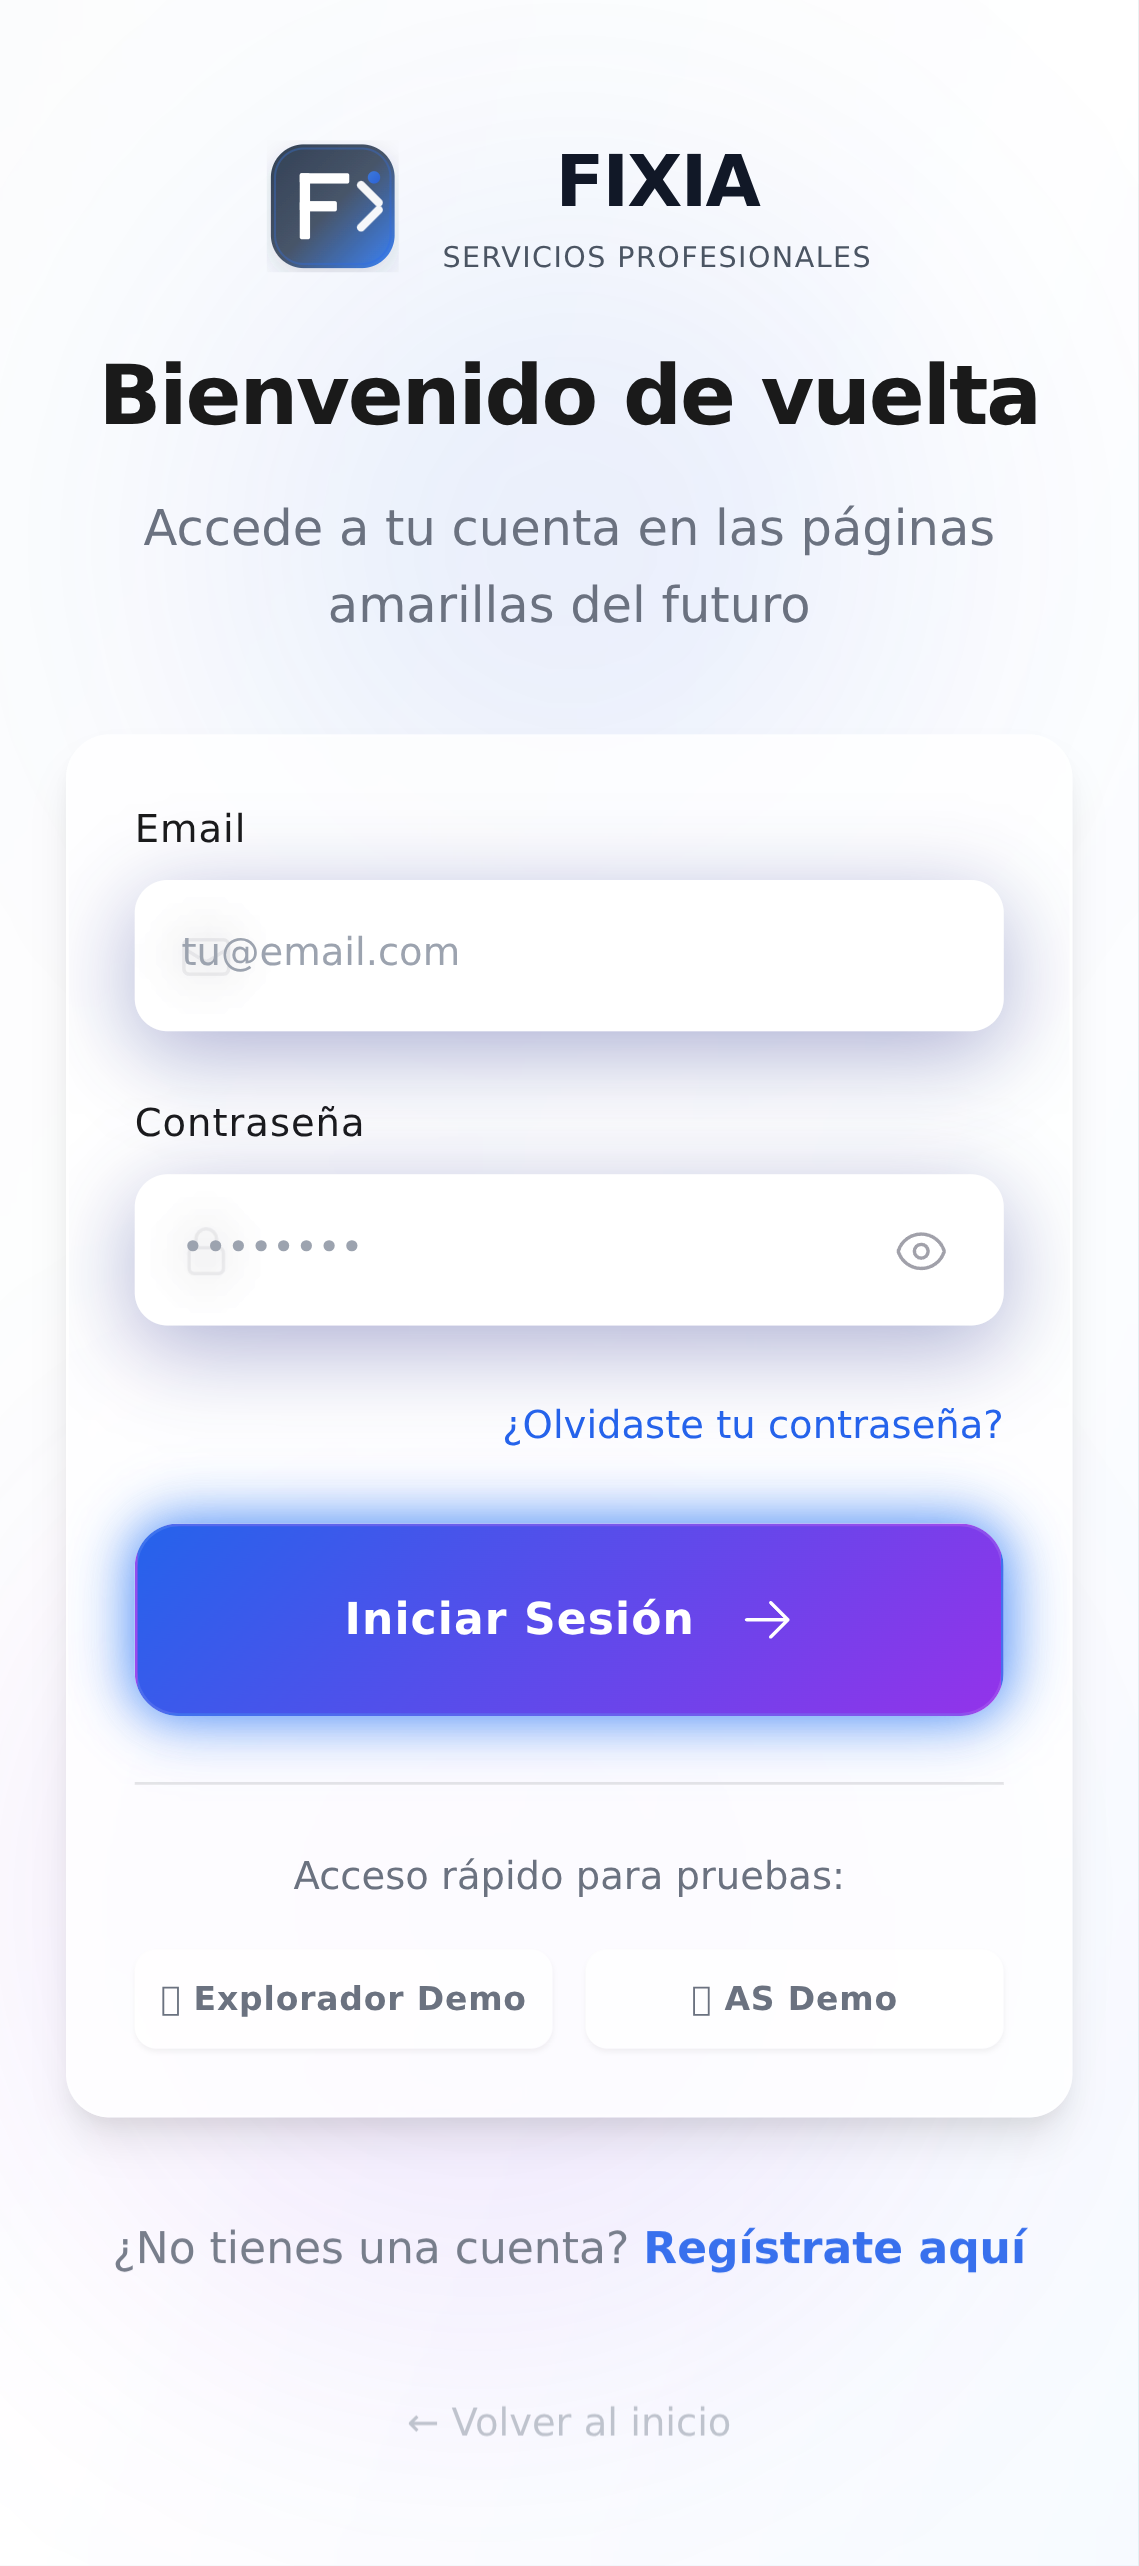 FIXIA
SERVICIOS PROFESIONALES
Bienvenido de vuelta
Accede a tu cuenta en las páginas
amarillas del futuro
Email
tu@email.com
Contraseña
••••••••
¿Olvidaste tu contraseña?
Iniciar Sesión →
Acceso rápido para pruebas:
Explorador Demo
AS Demo
¿No tienes una cuenta? Regístrate aquí
← Volver al inicio